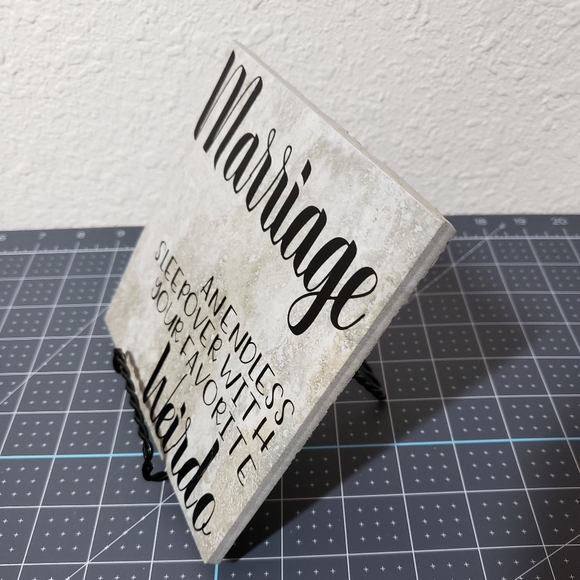 Marriage
AN ENDLESS
SLEEPOVER WITH
YOUR FAVORITE
Weirdo